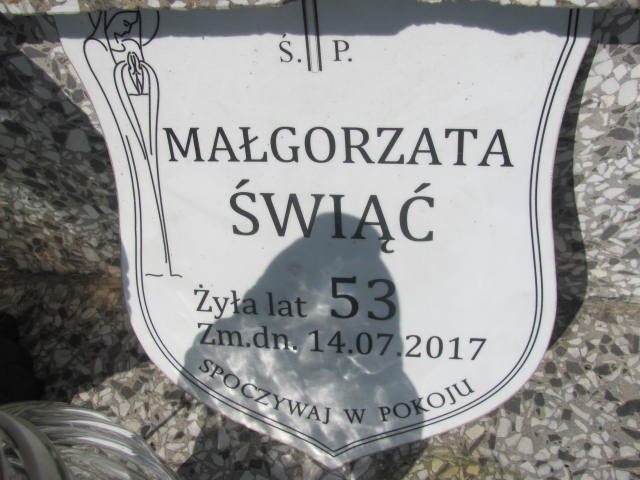 Ś. P.
MAŁGORZATA
ŚWIĄĆ
Żyła lat 53
Zm.dn. 14.07.2017
SPOCZYWAJ W POKOJU